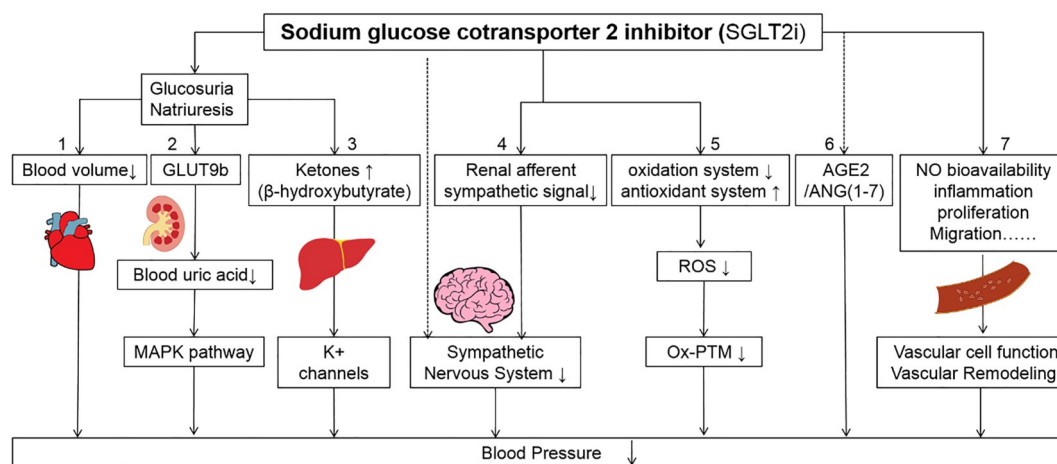 Sodium glucose cotransporter 2 inhibitor (SGLT2i)
Glucosuria
Natriuresis
1
2
3
4
5
6
7
Blood volume↓
GLUT9b
Ketones ↑
(β-hydroxybutyrate)
Renal afferent
sympathetic signal↓
oxidation system ↓
antioxidant system ↑
AGE2
/ANG(1-7)
NO bioavailability
inflammation
proliferation
Migration……
Blood uric acid↓
ROS ↓
MAPK pathway
K+
channels
Sympathetic
Nervous System ↓
Ox-PTM ↓
Vascular cell function
Vascular Remodeling
Blood Pressure ↓